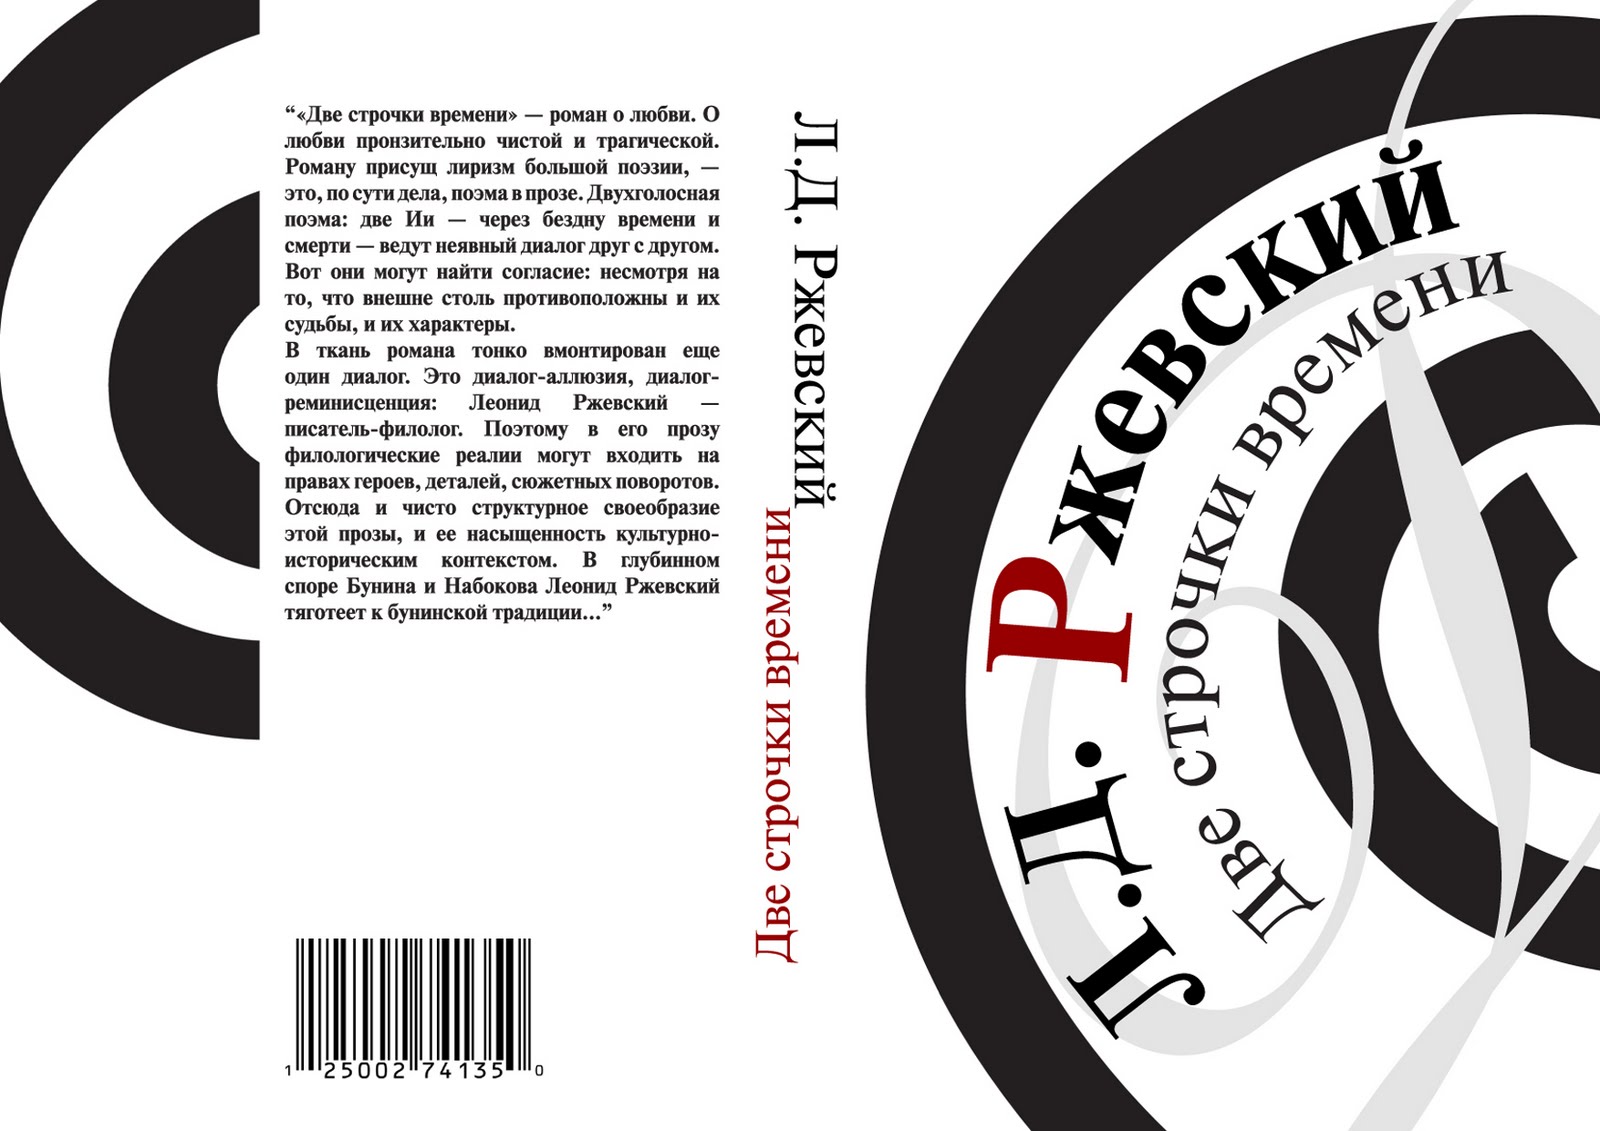 “«Две строчки времени» — роман о любви. О
любви пронзительно чистой и трагической.
Роману присущ лиризм большой поэзии, —
это, по сути дела, поэма в прозе. Двухголосная
поэма: две Ии — через бездну времени и
смерти — ведут неявный диалог друг с другом.
Вот они могут найти согласие: несмотря на
то, что внешне столь противоположны и их
судьбы, и их характеры.
В ткань романа тонко вмонтирован еще
один диалог. Это диалог-аллюзия, диалог-
реминисценция: Леонид Ржевский —
писатель-филолог. Поэтому в его прозу
филологические реалии могут входить на
правах героев, деталей, сюжетных поворотов.
Отсюда и чисто структурное своеобразие
этой прозы, и ее насыщенность культурно-
историческим контекстом. В глубинном
споре Бунина и Набокова Леонид Ржевский
тяготеет к бунинской традиции...”
1 25002 74135 0
Л.Д. Ржевский
Две строчки времени
Л.Д. Ржевский
Две строчки времени